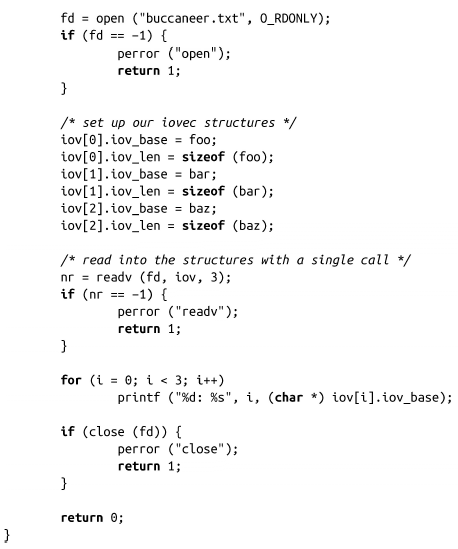 fd = open ("buccaneer.txt", O_RDONLY);
if (fd == -1) {
perror ("open");
return 1;
}
/* set up our iovec structures */
iov[0].iov_base = foo;
iov[0].iov_len = sizeof (foo);
iov[1].iov_base = bar;
iov[1].iov_len = sizeof (bar);
iov[2].iov_base = baz;
iov[2].iov_len = sizeof (baz);
/* read into the structures with a single call */
nr = readv (fd, iov, 3);
if (nr == -1) {
perror ("readv");
return 1;
}
for (i = 0; i < 3; i++)
printf ("%d: %s", i, (char *) iov[i].iov_base);
if (close (fd)) {
perror ("close");
return 1;
}
return 0;
}